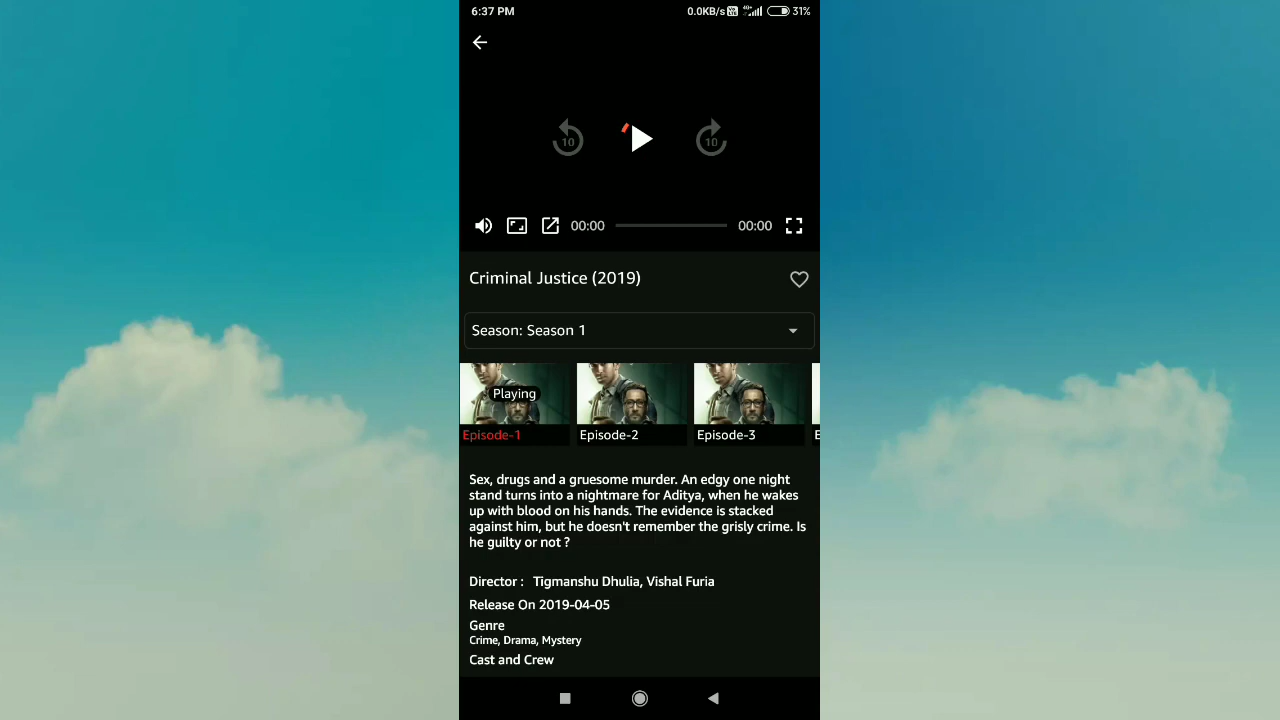 6:37 PM
0.0KB/s
4G+
31%
10
10
00:00
00:00
Criminal Justice (2019)
Season: Season 1
Playing
Episode-1
Episode-2
Episode-3
E
Sex, drugs and a gruesome murder. An edgy one night
stand turns into a nightmare for Aditya, when he wakes
up with blood on his hands. The evidence is stacked
against him, but he doesn't remember the grisly crime. Is
he guilty or not ?
Director : Tigmanshu Dhulia, Vishal Furia
Release On 2019-04-05
Genre
Crime, Drama, Mystery
Cast and Crew